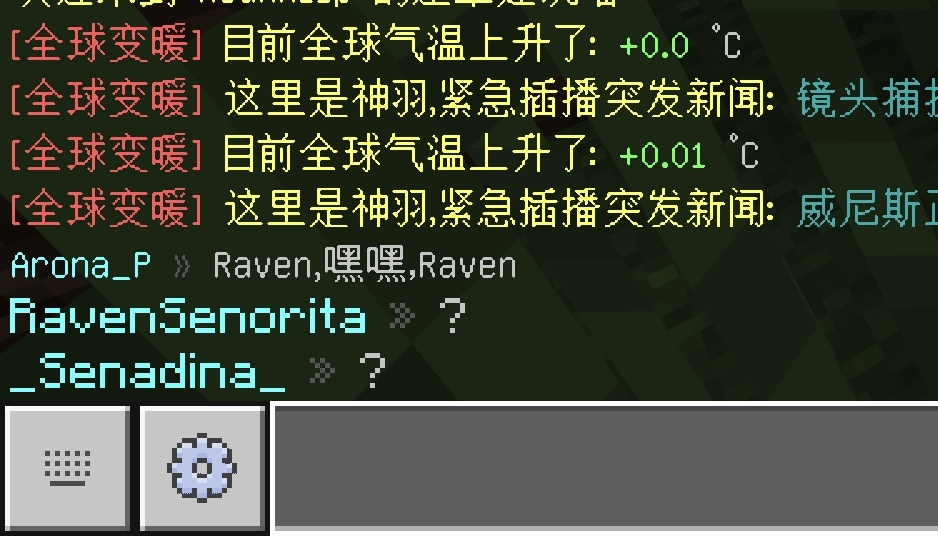 [全球变暖] 目前全球气温上升了: +0.0 °C
[全球变暖] 这里是神羽,紧急插播突发新闻: 镜头捕
[全球变暖] 目前全球气温上升了: +0.01 °C
[全球变暖] 这里是神羽,紧急插播突发新闻: 威尼斯
Arona_P » Raven,嘿嘿,Raven
RavenSenorita » ?
_Senadina_ » ?